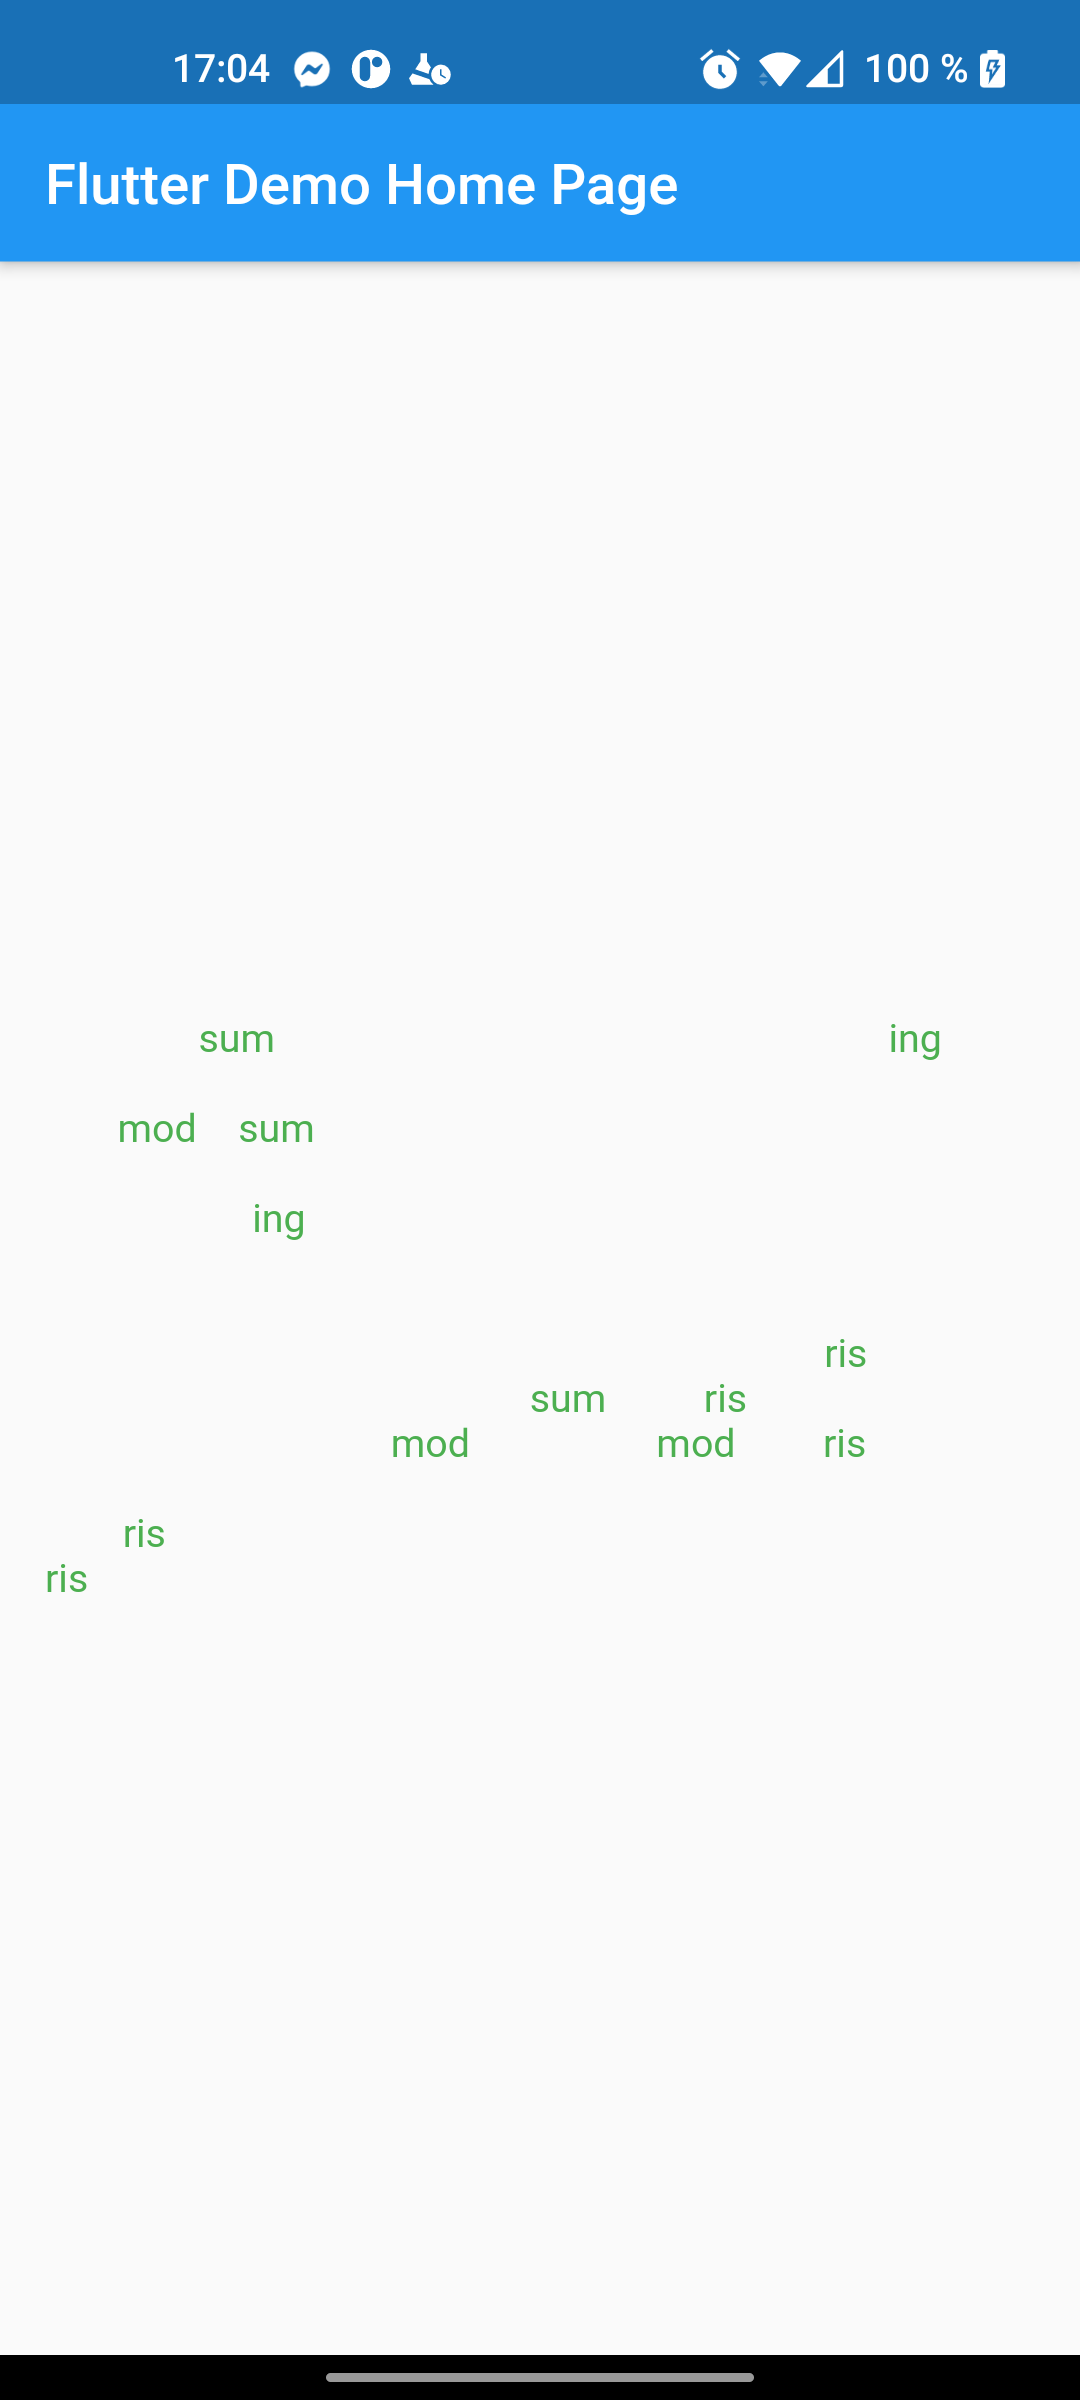 17:04 100 %
Flutter Demo Home Page
sum ing
mod sum
ing
ris
sum ris
mod mod ris
ris
ris